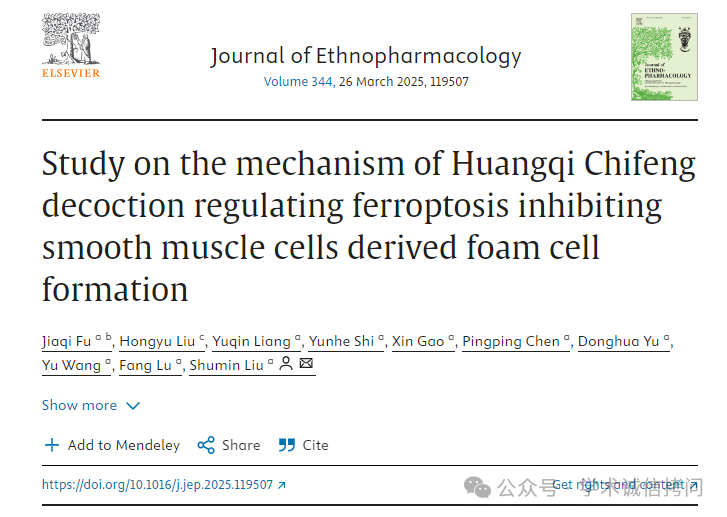 ELSEVIER
Journal of Ethnopharmacology
Volume 344, 26 March 2025, 119507
Journal of
ETHNO-
PHARMACOLOGY
Study on the mechanism of Huangqi Chifeng
decoction regulating ferroptosis inhibiting
smooth muscle cells derived foam cell
formation
Jiaqi Fu a b, Hongyu Liu c, Yuqin Liang a, Yunhe Shi a, Xin Gao a, Pingping Chen a, Donghua Yu a,
Yu Wang a, Fang Lu a, Shumin Liu a
Show more
Add to Mendeley Share Cite
https://doi.org/10.1016/j.jep.2025.119507
Get rights and content
公众号 · 学术诚信拷问